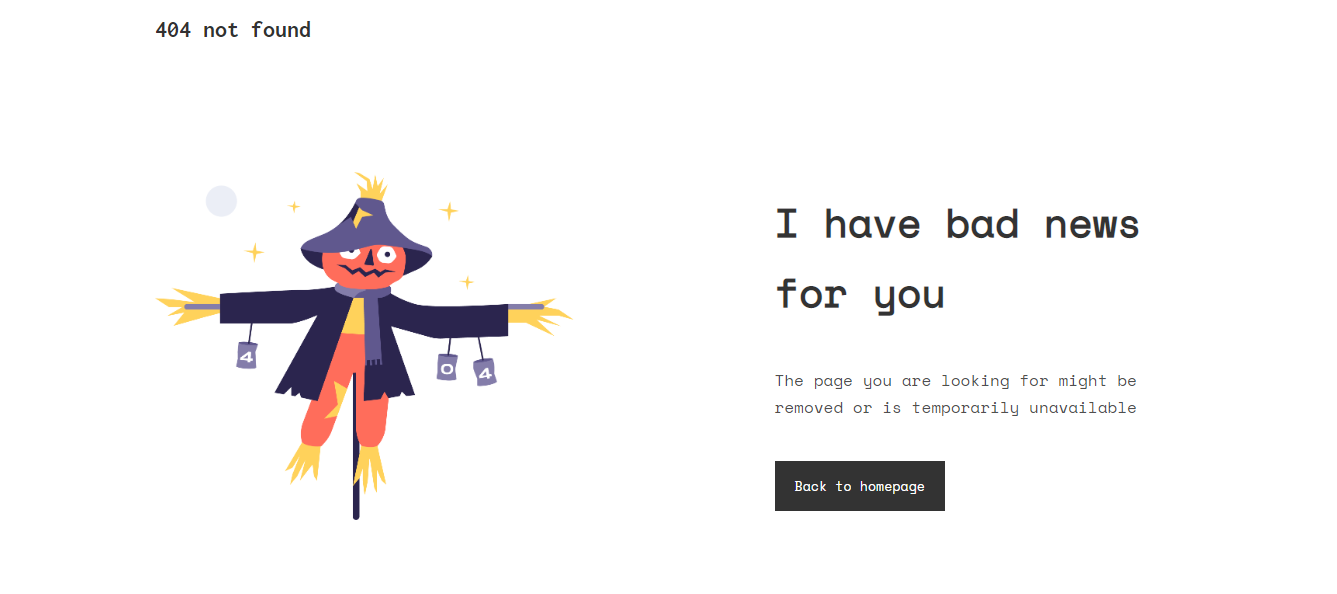 404 not found
I have bad news
for you
4
0
4
The page you are looking for might be
removed or is temporarily unavailable
Back to homepage